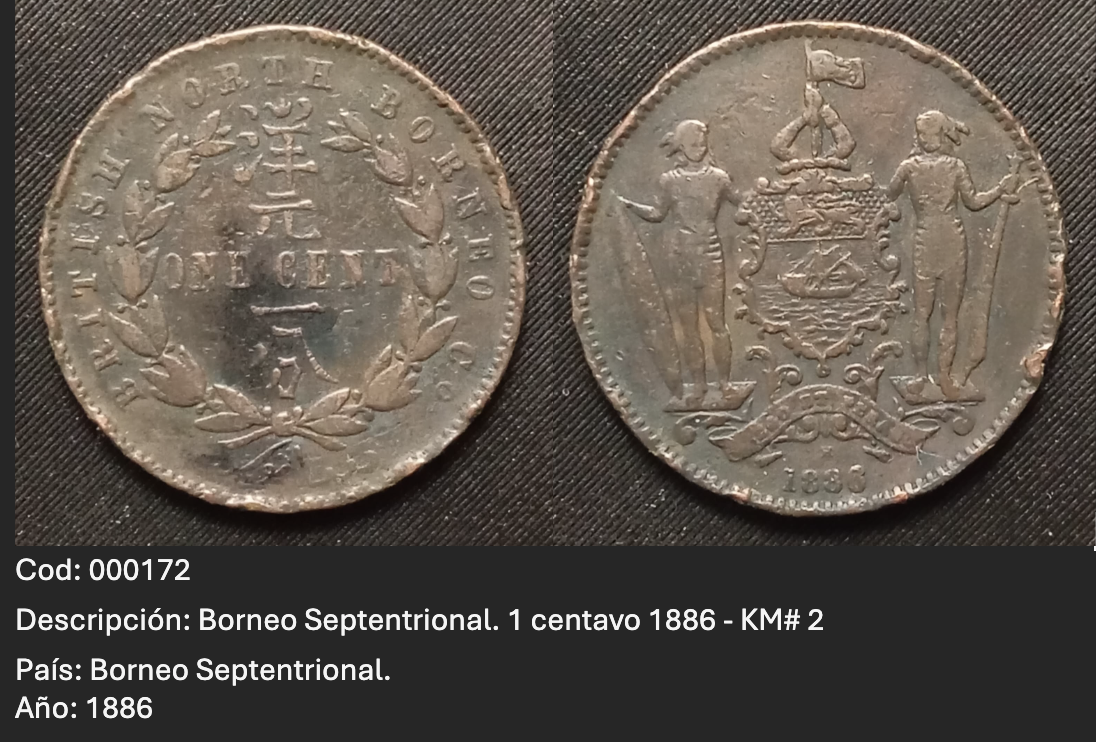 BRITISH NORTH BORNEO Co.
洋
元
ONE CENT
一
分
1886
Cod: 000172
Descripción: Borneo Septentrional. 1 centavo 1886 - KM# 2
País: Borneo Septentrional.
Año: 1886